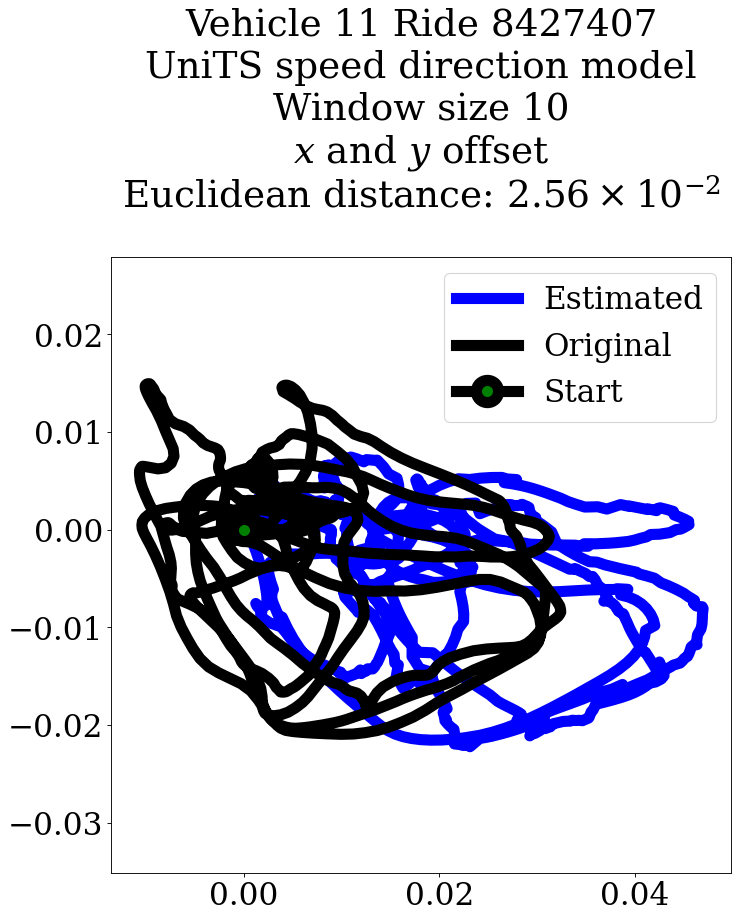 Vehicle 11 Ride 8427407
UniTS speed direction model
Window size 10
x and y offset
Euclidean distance: 2.56 × 10⁻²
Estimated
Original
Start
0.02
0.01
0.00
−0.01
−0.02
−0.03
0.00 0.02 0.04